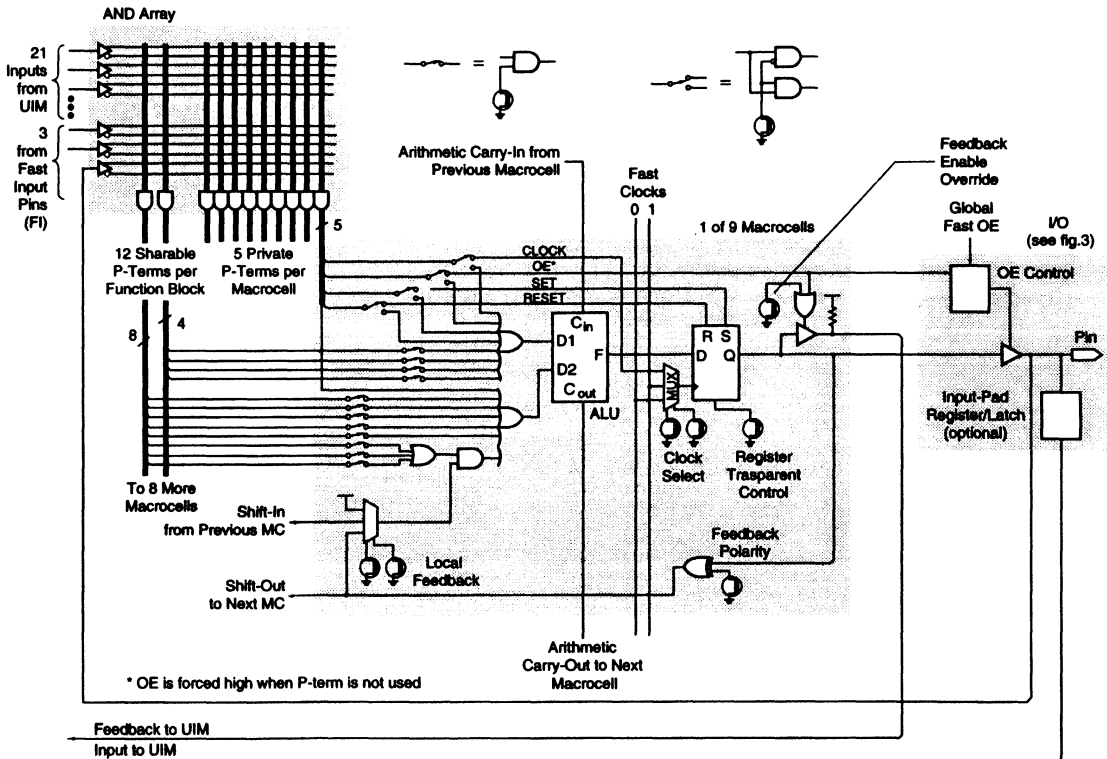 AND Array
21
Inputs
from
UIM
3
from
Fast
Input
Pins
(FI)
=
=
Arithmetic Carry-In from
Previous Macrocell
Fast
Clocks
0 1
Feedback
Enable
Override
Global
Fast OE
I/O
(see fig.3)
1 of 9 Macrocells
5
12 Sharable
P-Terms per
Function Block
5 Private
P-Terms per
Macrocell
CLOCK
OE*
SET
RESET
OE Control
8
4
Cin
D1
D2
Cout
F
ALU
R S
D Q
MUX
Pin
Input-Pad
Register/Latch
(optional)
Clock
Select
Register
Trasparent
Control
To 8 More
Macrocells
Shift-In
from Previous MC
Local
Feedback
Feedback
Polarity
Shift-Out
to Next MC
Arithmetic
Carry-Out to Next
Macrocell
* OE is forced high when P-term is not used
Feedback to UIM
Input to UIM